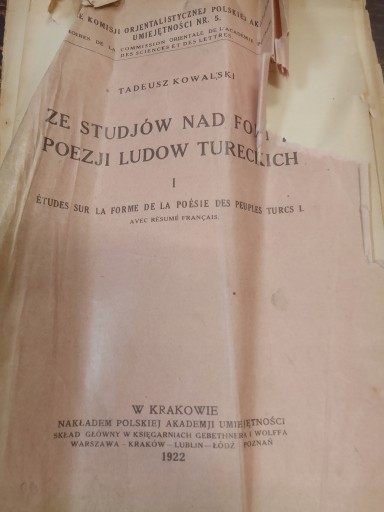 E KOMISJI ORJENTALISTYCZNEJ POLSKIEJ AK
UMIEJĘTNOŚCI NR. 5.
DE LA COMMISSION ORIENTALE DE L'ACADÉMIE
DES SCIENCES ET DES LETTRES
TADEUSZ KOWALSKI
ZE STUDJÓW NAD FO
POEZJI LUDÓW TURECKICH
I
ÉTUDES SUR LA FORME DE LA POÉSIE DES PEUPLES TURCS I.
AVEC RÉSUMÉ FRANÇAIS
W KRAKOWIE
NAKŁADEM POLSKIEJ AKADEMJI UMIEJĘTNOŚCI
SKŁAD GŁÓWNY W KSIĘGARNIACH GEBETHNERA I WOLFFA
WARSZAWA – KRAKÓW – LUBLIN – ŁÓDŹ – POZNAŃ
1922